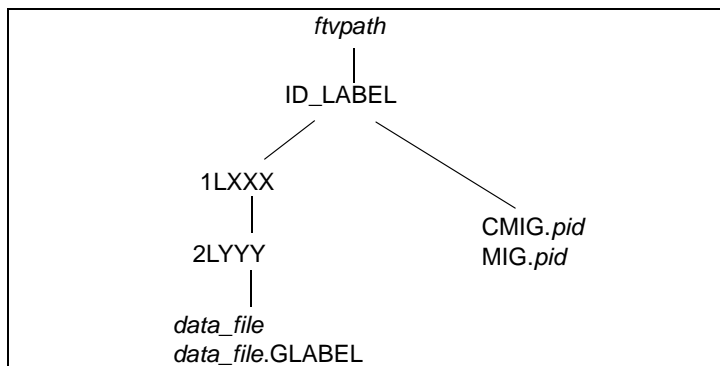 ftvpath
ID_LABEL
1LXXX
2LYYY
data_file
data_file.GLABEL
CMIG.pid
MIG.pid